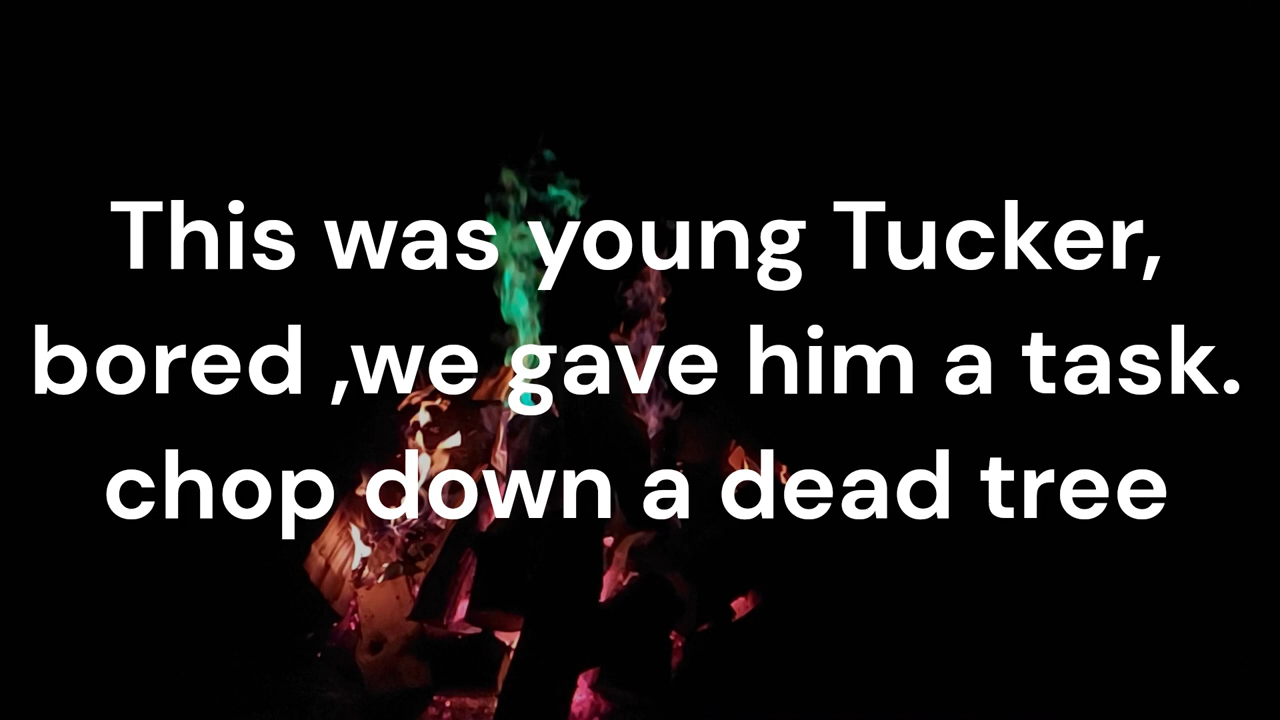 This was young Tucker,
bored ,we gave him a task.
chop down a dead tree